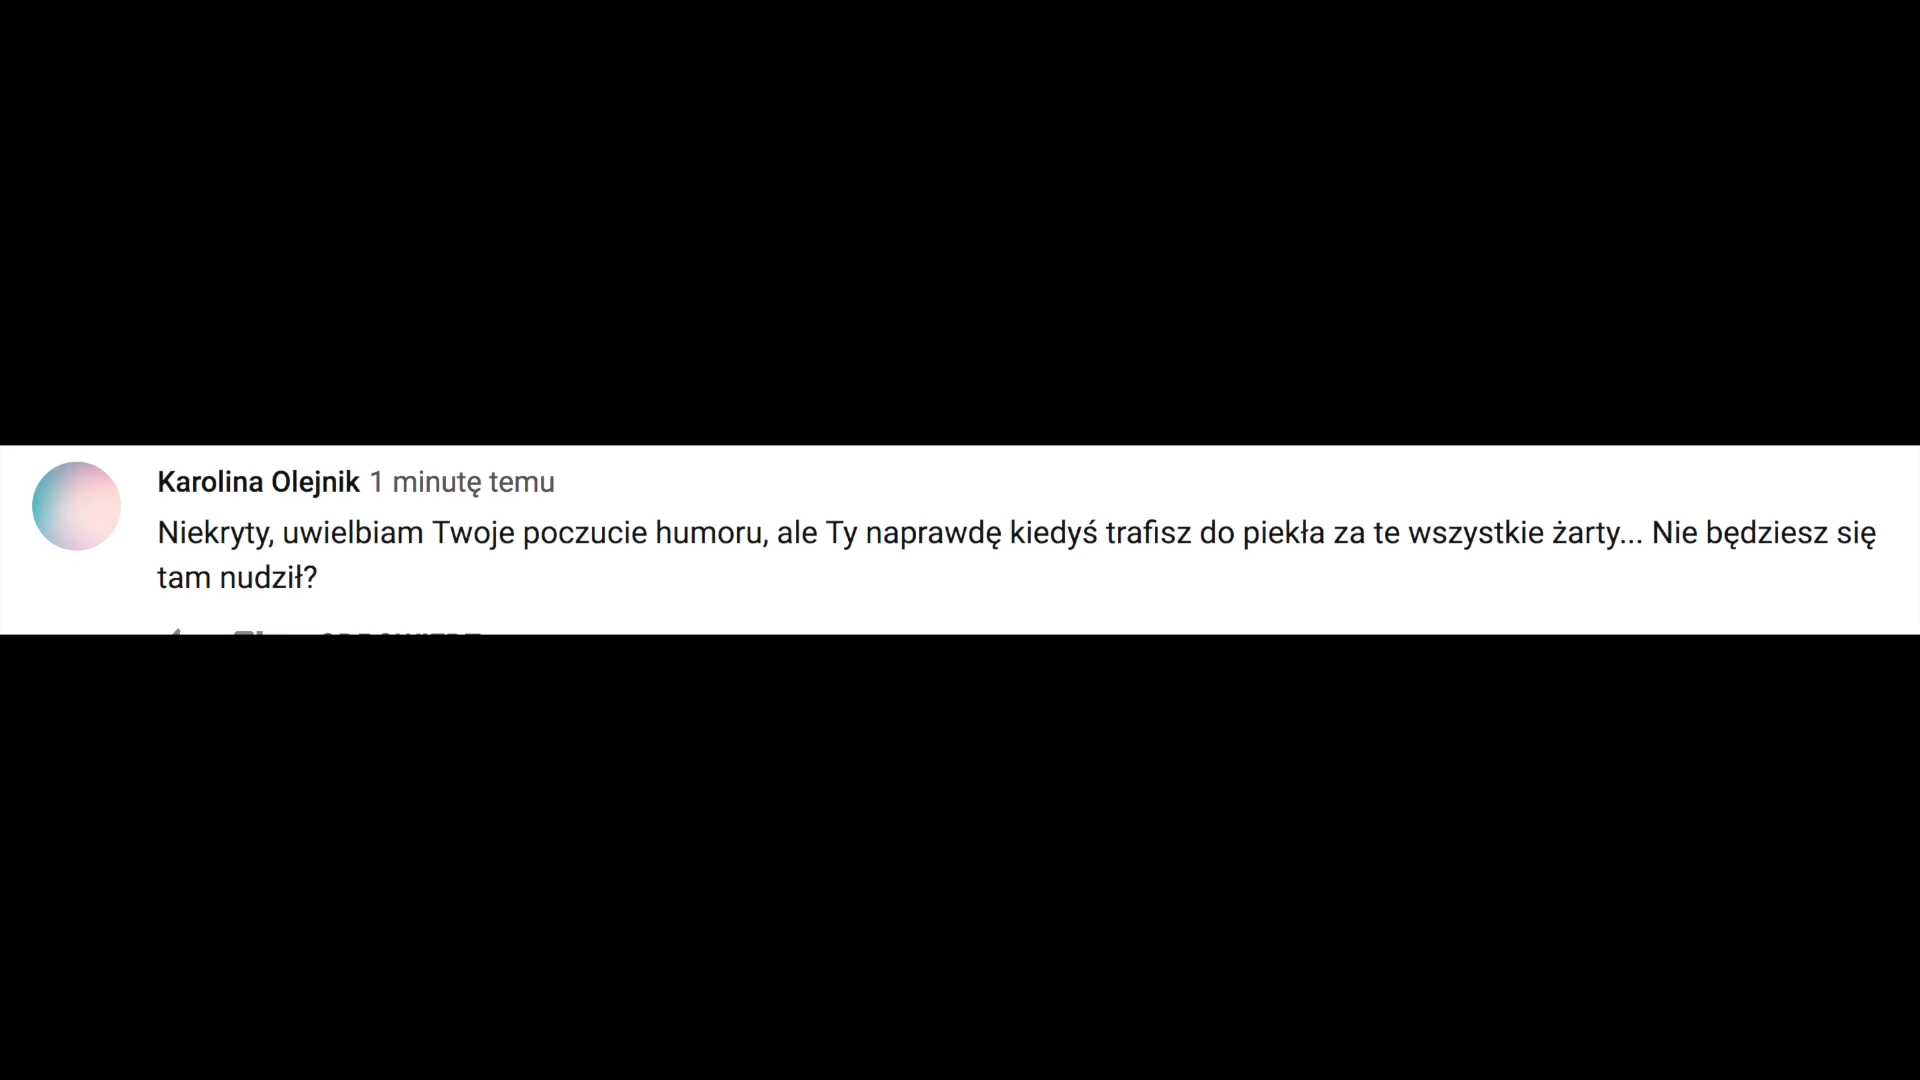 Karolina Olejnik 1 minutę temu
Niekryty, uwielbiam Twoje poczucie humoru, ale Ty naprawdę kiedyś trafisz do piekła za te wszystkie żarty... Nie będziesz się
tam nudził?